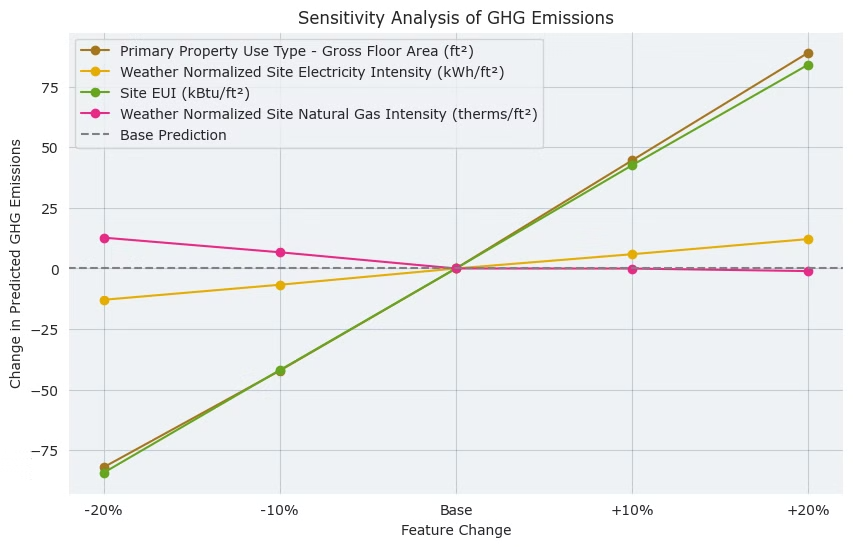 Sensitivity Analysis of GHG Emissions
Primary Property Use Type - Gross Floor Area (ft²)
Weather Normalized Site Electricity Intensity (kWh/ft²)
Site EUI (kBtu/ft²)
Weather Normalized Site Natural Gas Intensity (therms/ft²)
Base Prediction
Change in Predicted GHG Emissions
75
50
25
0
−25
−50
−75
-20%
-10%
Base
+10%
+20%
Feature Change